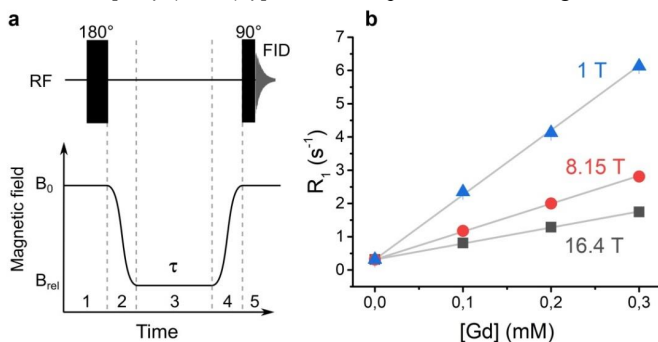 a
180°
90°
FID
RF
Magnetic field
B0
Brel
τ
1 2 3 4 5
Time
b
R1 (s-1)
7
6
5
4
3
2
1
0
1 T
8.15 T
16.4 T
0,0 0,1 0,2 0,3
[Gd] (mM)